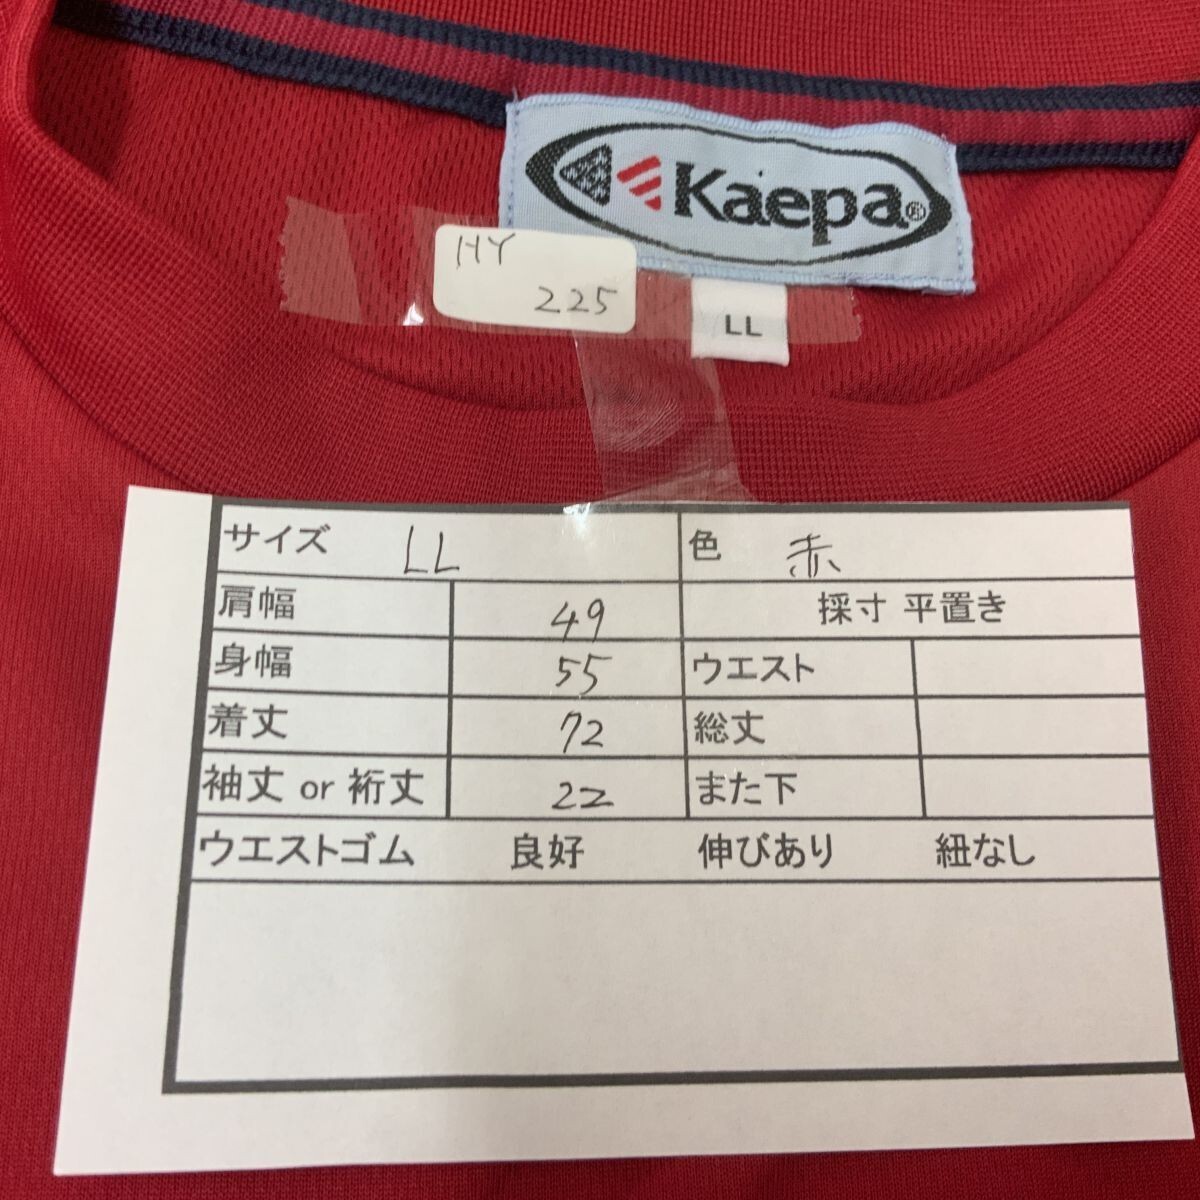 Kaepa®
HY
225
LL
サイズ LL 色 赤
肩幅 49 採寸 平置き
身幅 55 ウエスト
着丈 72 総丈
袖丈 or 裄丈 22 また下
ウエストゴム 良好 伸びあり 紐なし